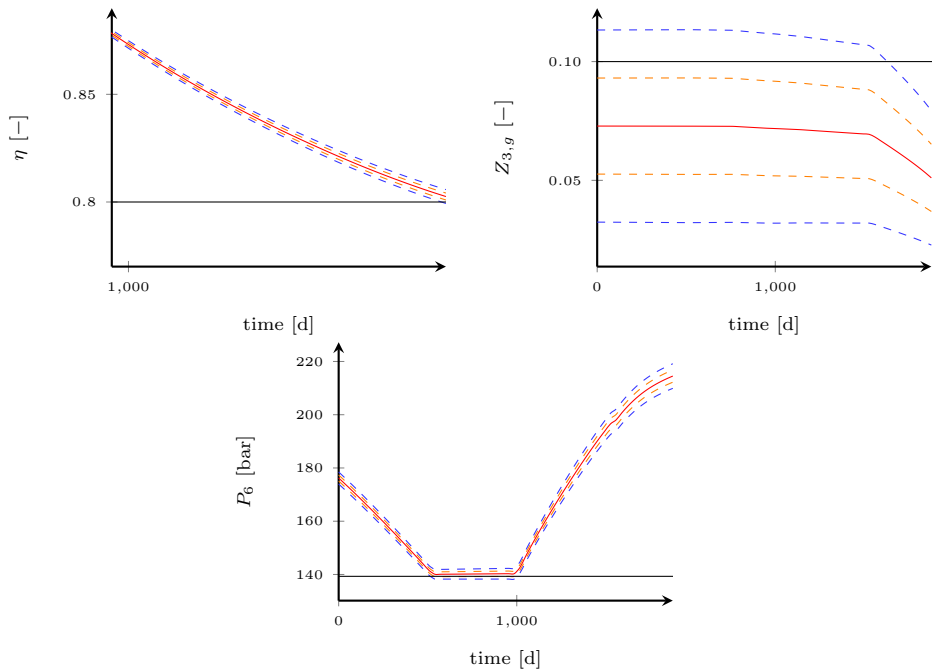 η [−]
0.85
0.8
1,000
time [d]
Z3,g [−]
0.10
0.05
0
1,000
time [d]
P6 [bar]
220
200
180
160
140
0
1,000
time [d]